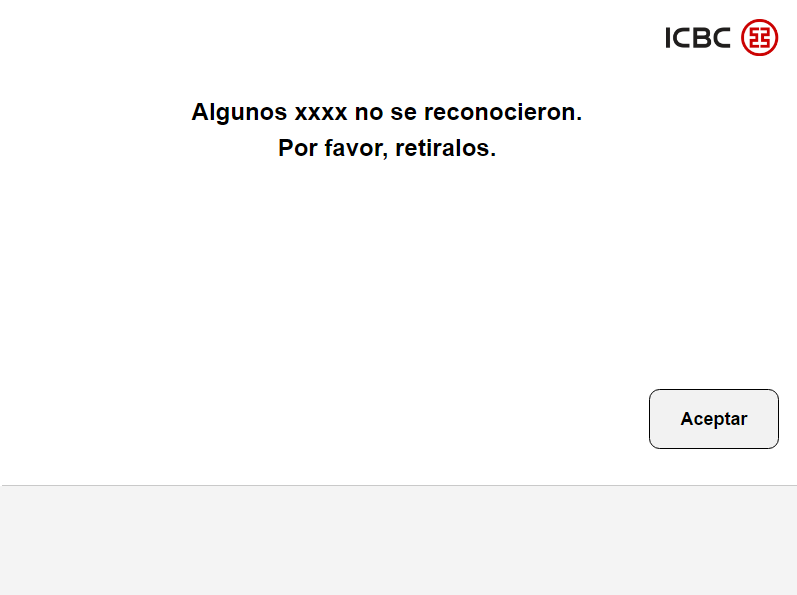 ICBC
Algunos xxxx no se reconocieron.
Por favor, retiralos.
Aceptar